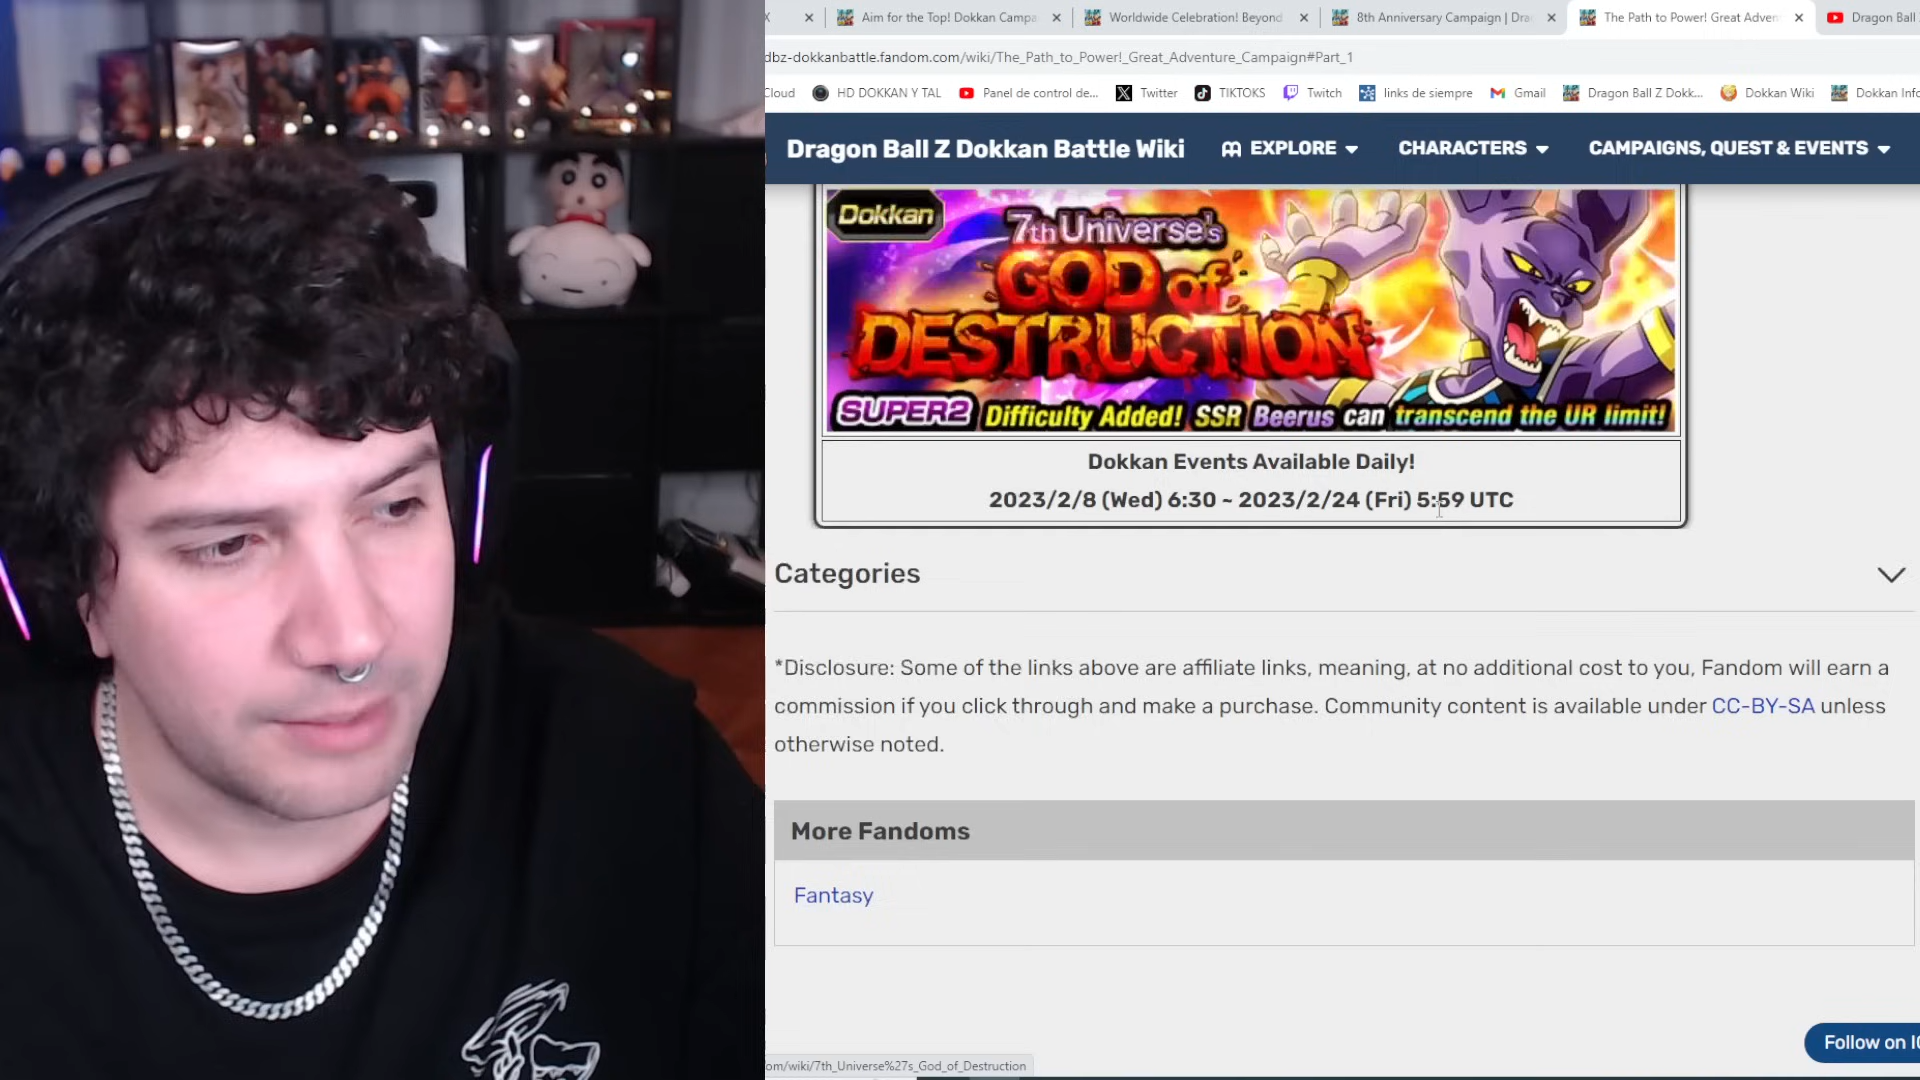 X
Aim for the Top! Dokkan Campa
Worldwide Celebration! Beyond
8th Anniversary Campaign | Dra
The Path to Power! Great Adven
Dragon Ball
dbz-dokkanbattle.fandom.com/wiki/The_Path_to_Power!_Great_Adventure_Campaign#Part_1
Cloud
HD DOKKAN Y TAL
Panel de control de...
Twitter
TIKTOKS
Twitch
links de siempre
Gmail
Dragon Ball Z Dokk...
Dokkan Wiki
Dokkan Info
Dragon Ball Z Dokkan Battle Wiki
EXPLORE
CHARACTERS
CAMPAIGNS, QUEST & EVENTS
Dokkan
7th Universe's
GOD of
DESTRUCTION
SUPER2 Difficulty Added! SSR Beerus can transcend the UR limit!
Dokkan Events Available Daily!
2023/2/8 (Wed) 6:30 ~ 2023/2/24 (Fri) 5:59 UTC
Categories
*Disclosure: Some of the links above are affiliate links, meaning, at no additional cost to you, Fandom will earn a
commission if you click through and make a purchase. Community content is available under CC-BY-SA unless
otherwise noted.
More Fandoms
Fantasy
Follow on IG
om/wiki/7th_Universe%27s_God_of_Destruction